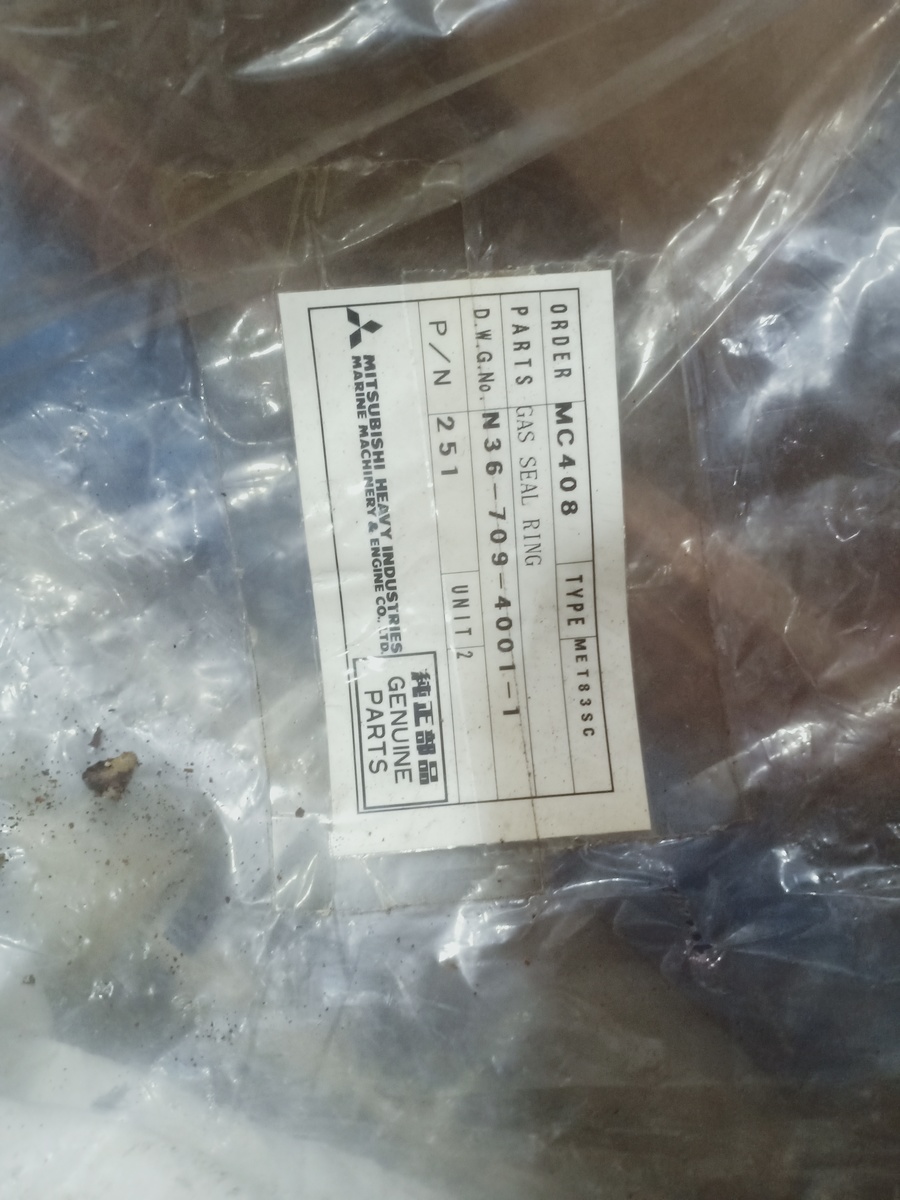 ORDER MC408 TYPE MET83SC
PARTS GAS SEAL RING
D.W.G.No. N36-709-4001-1
P/N 251 UNIT 2
MITSUBISHI HEAVY INDUSTRIES
MARINE MACHINERY & ENGINE CO., LTD.
純正部品
GENUINE
PARTS